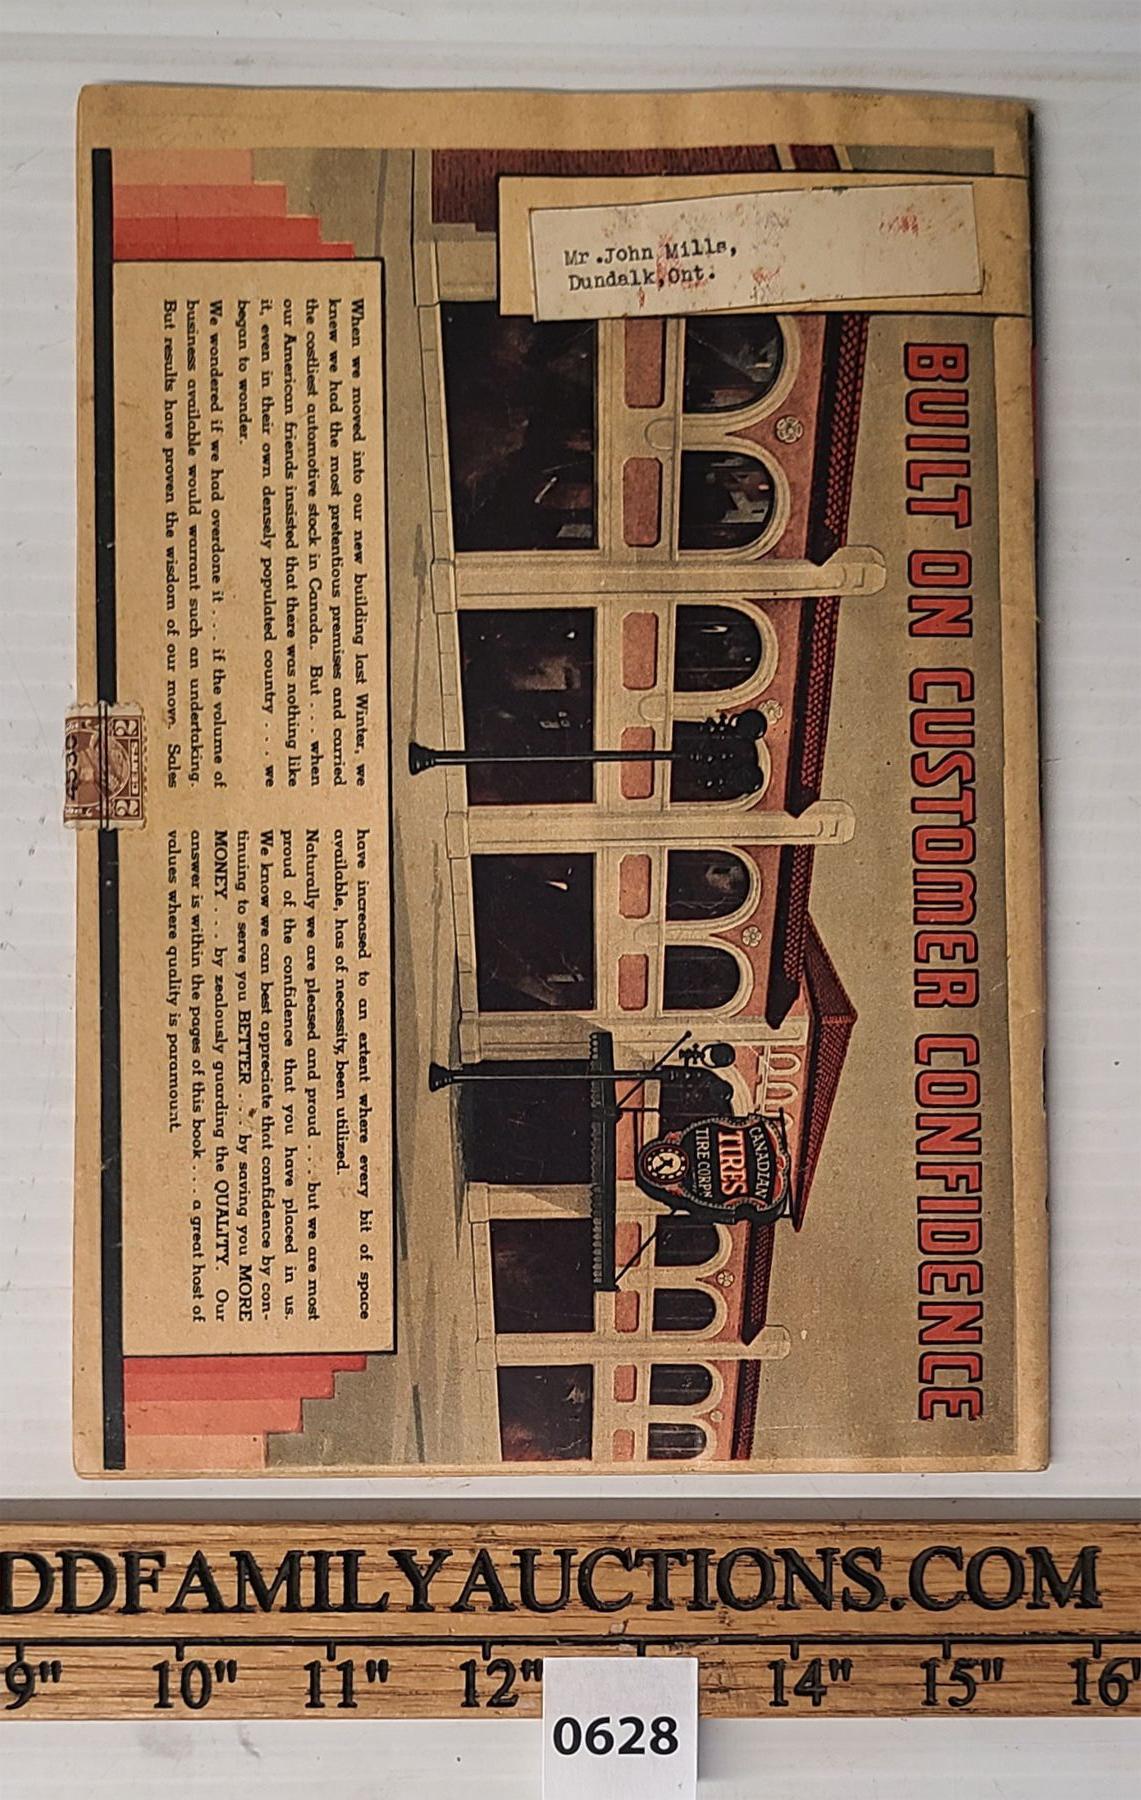 Mr.John Mills,
Dundalk,Ont.
BUILT ON CUSTOMER CONFIDENCE
CANADIAN
TIRES
TIRE CORP'N
When we moved into our new building last Winter, we
knew we had the most pretentious premises and carried
the costliest automotive stock in Canada. But . . . when
our American friends insisted that there was nothing like
it, even in their own densely populated country . . . we
began to wonder.
We wondered if we had overdone it . . . if the volume of
business available would warrant such an undertaking.
But results have proven the wisdom of our move. Sales
have increased to an extent where every bit of space
available, has of necessity, been utilized.
Naturally we are pleased and proud . . . but we are most
proud of the confidence that you have placed in us.
We know we can best appreciate that confidence by con-
tinuing to serve you BETTER . . . by saving you MORE
MONEY . . . by zealously guarding the QUALITY. Our
answer is within the pages of this book . . . a great host of
values where quality is paramount.
2 CENTS 2
DDFAMILYAUCTIONS.COM
9" 10" 11" 12" 14" 15" 16"
0628